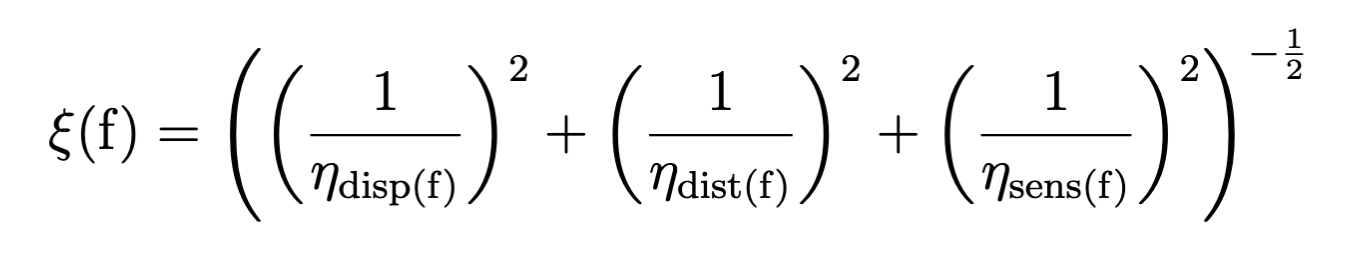 ξ(f) = ((1/η_disp(f))^2 + (1/η_dist(f))^2 + (1/η_sens(f))^2)^(-1/2)